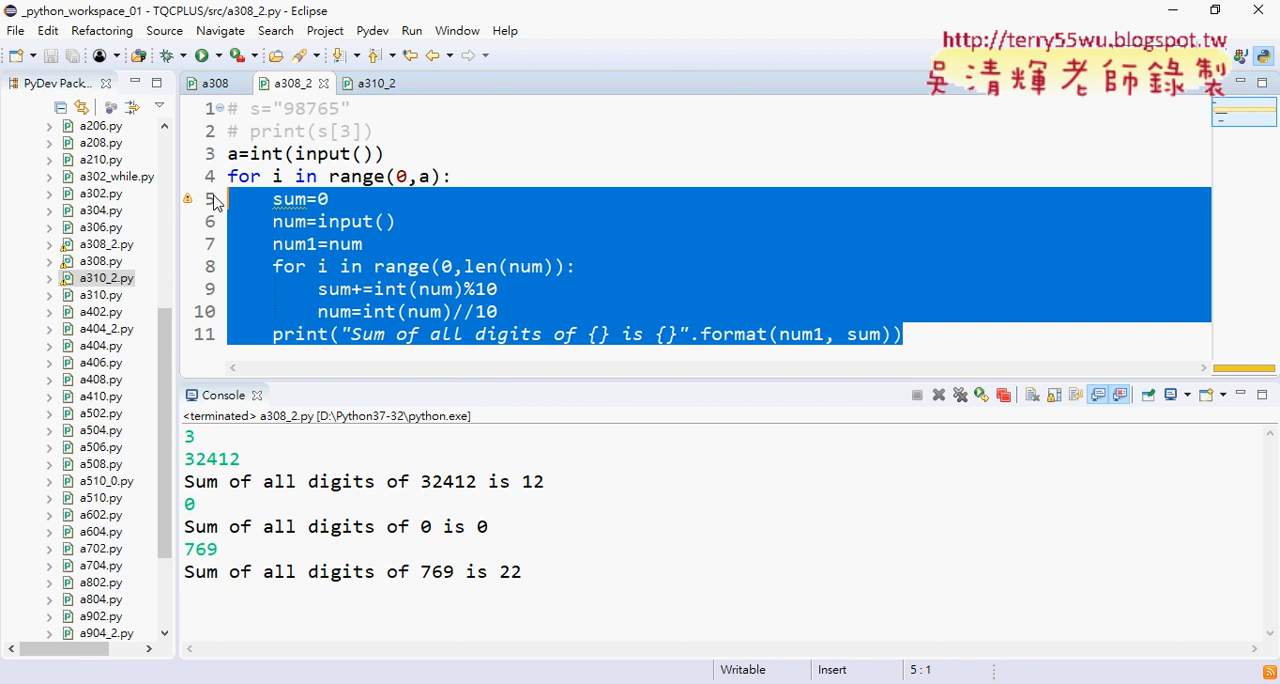 _python_workspace_01 - TQCPLUS/src/a308_2.py - Eclipse
File Edit Refactoring Source Navigate Search Project Pydev Run Window Help
http://terry55wu.blogspot.tw
吳清輝老師錄製
PyDev Pack...
a308
a308_2
a310_2
a206.py
a208.py
a210.py
a302_while.py
a302.py
a304.py
a306.py
a308_2.py
a308.py
a310_2.py
a310.py
a402.py
a404_2.py
a404.py
a406.py
a408.py
a410.py
a502.py
a504.py
a506.py
a508.py
a510_0.py
a510.py
a602.py
a604.py
a702.py
a704.py
a802.py
a804.py
a902.py
a904_2.py
1 # s="98765"
2 # print(s[3])
3 a=int(input())
4 for i in range(0,a):
5 sum=0
6 num=input()
7 num1=num
8 for i in range(0,len(num)):
9 sum+=int(num)%10
10 num=int(num)//10
11 print("Sum of all digits of {} is {}".format(num1, sum))
Console
<terminated> a308_2.py [D:\Python37-32\python.exe]
3
32412
Sum of all digits of 32412 is 12
0
Sum of all digits of 0 is 0
769
Sum of all digits of 769 is 22
Writable Insert 5 : 1